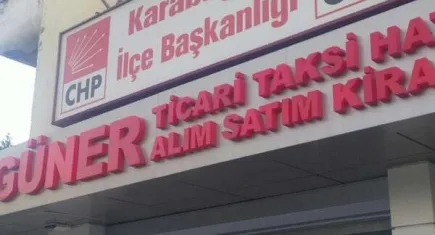 CHP
İlçe Başkanlığı
GÜNER
TİCARİ TAKSİ
ALIM SATIM